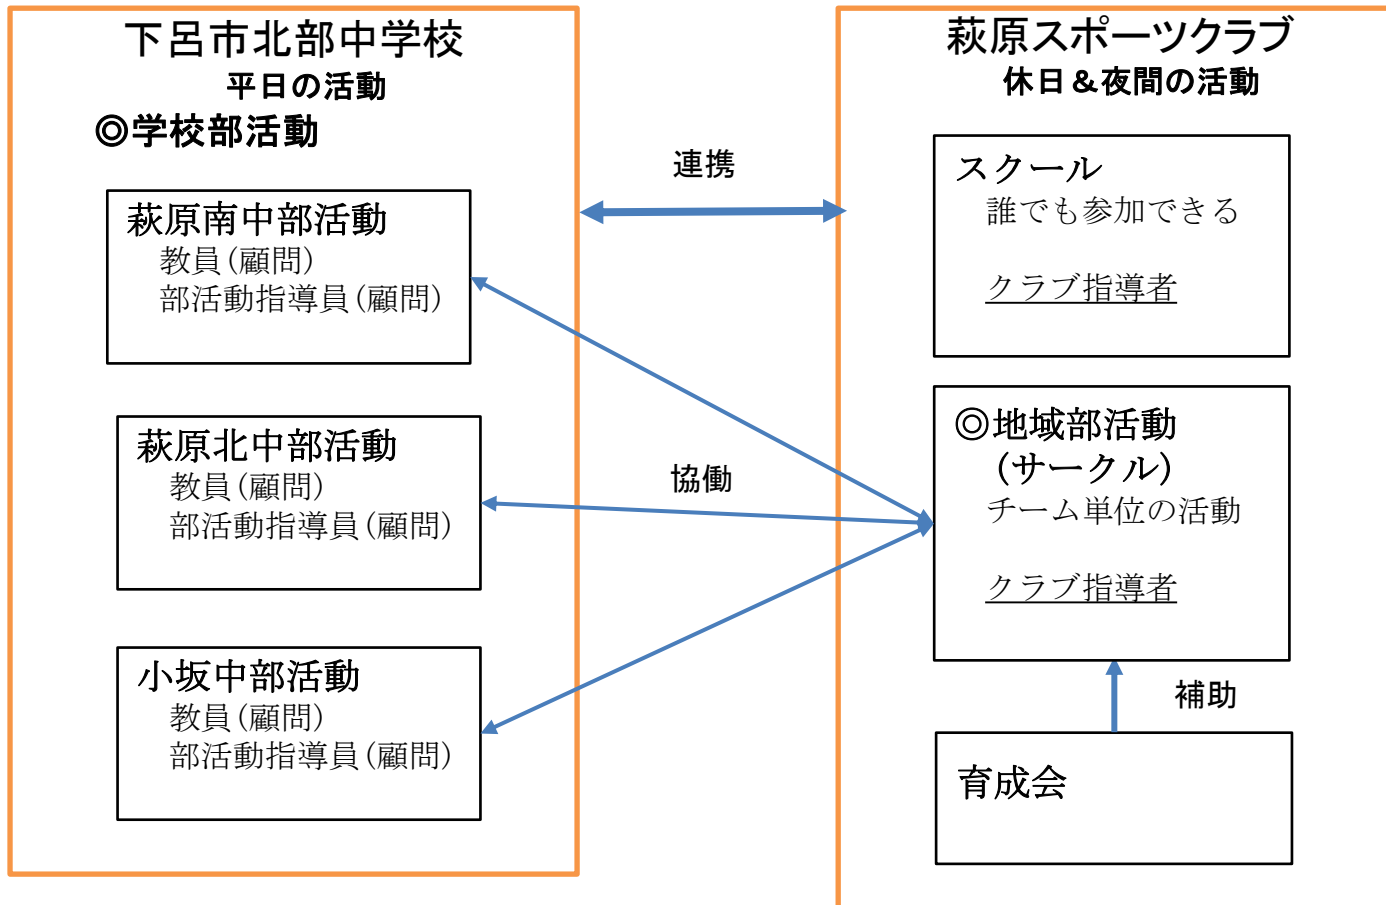 下呂市北部中学校
平日の活動
◎学校部活動
萩原南中部活動
教員(顧問)
部活動指導員(顧問)
萩原北中部活動
教員(顧問)
部活動指導員(顧問)
小坂中部活動
教員(顧問)
部活動指導員(顧問)
連携
協働
萩原スポーツクラブ
休日&夜間の活動
スクール
誰でも参加できる
クラブ指導者
◎地域部活動
(サークル)
チーム単位の活動
クラブ指導者
補助
育成会